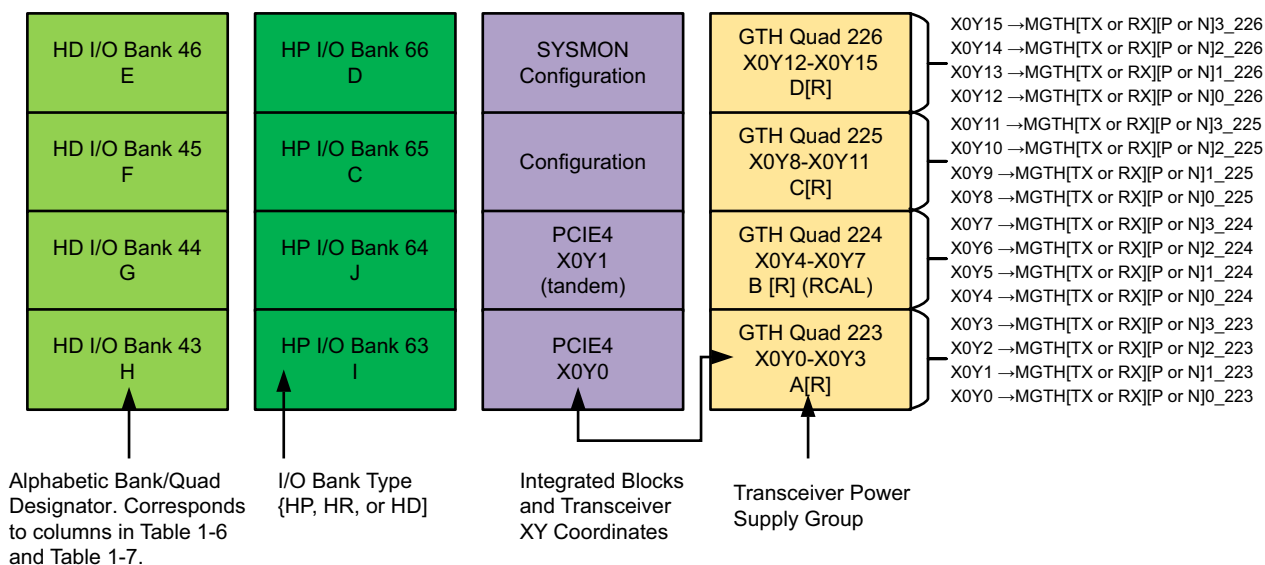 HD I/O Bank 46
E
HP I/O Bank 66
D
SYSMON
Configuration
GTH Quad 226
X0Y12-X0Y15
D[R]
X0Y15 →MGTH[TX or RX][P or N]3_226
X0Y14 →MGTH[TX or RX][P or N]2_226
X0Y13 →MGTH[TX or RX][P or N]1_226
X0Y12 →MGTH[TX or RX][P or N]0_226
HD I/O Bank 45
F
HP I/O Bank 65
C
Configuration
GTH Quad 225
X0Y8-X0Y11
C[R]
X0Y11 →MGTH[TX or RX][P or N]3_225
X0Y10 →MGTH[TX or RX][P or N]2_225
X0Y9 →MGTH[TX or RX][P or N]1_225
X0Y8 →MGTH[TX or RX][P or N]0_225
HD I/O Bank 44
G
HP I/O Bank 64
J
PCIE4
X0Y1
(tandem)
GTH Quad 224
X0Y4-X0Y7
B [R] (RCAL)
X0Y7 →MGTH[TX or RX][P or N]3_224
X0Y6 →MGTH[TX or RX][P or N]2_224
X0Y5 →MGTH[TX or RX][P or N]1_224
X0Y4 →MGTH[TX or RX][P or N]0_224
HD I/O Bank 43
H
HP I/O Bank 63
I
PCIE4
X0Y0
GTH Quad 223
X0Y0-X0Y3
A[R]
X0Y3 →MGTH[TX or RX][P or N]3_223
X0Y2 →MGTH[TX or RX][P or N]2_223
X0Y1 →MGTH[TX or RX][P or N]1_223
X0Y0 →MGTH[TX or RX][P or N]0_223
Alphabetic Bank/Quad
Designator. Corresponds
to columns in Table 1-6
and Table 1-7.
I/O Bank Type
{HP, HR, or HD]
Integrated Blocks
and Transceiver
XY Coordinates
Transceiver Power
Supply Group